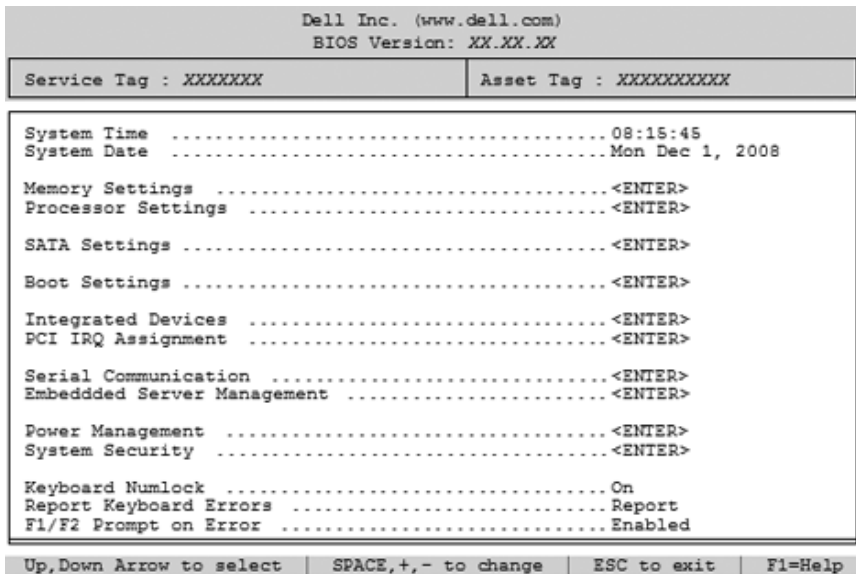 Dell Inc. (www.dell.com)
BIOS Version: XX.XX.XX
Service Tag : XXXXXXX Asset Tag : XXXXXXXXXX
System Time ........................................08:15:45
System Date ........................................Mon Dec 1, 2008
Memory Settings ....................................<ENTER>
Processor Settings .................................<ENTER>
SATA Settings .......................................<ENTER>
Boot Settings .......................................<ENTER>
Integrated Devices .................................<ENTER>
PCI IRQ Assignment .................................<ENTER>
Serial Communication ...............................<ENTER>
Embeddded Server Management ........................<ENTER>
Power Management ...................................<ENTER>
System Security ....................................<ENTER>
Keyboard Numlock ...................................On
Report Keyboard Errors .............................Report
F1/F2 Prompt on Error ..............................Enabled
Up,Down Arrow to select | SPACE,+,- to change | ESC to exit | F1=Help